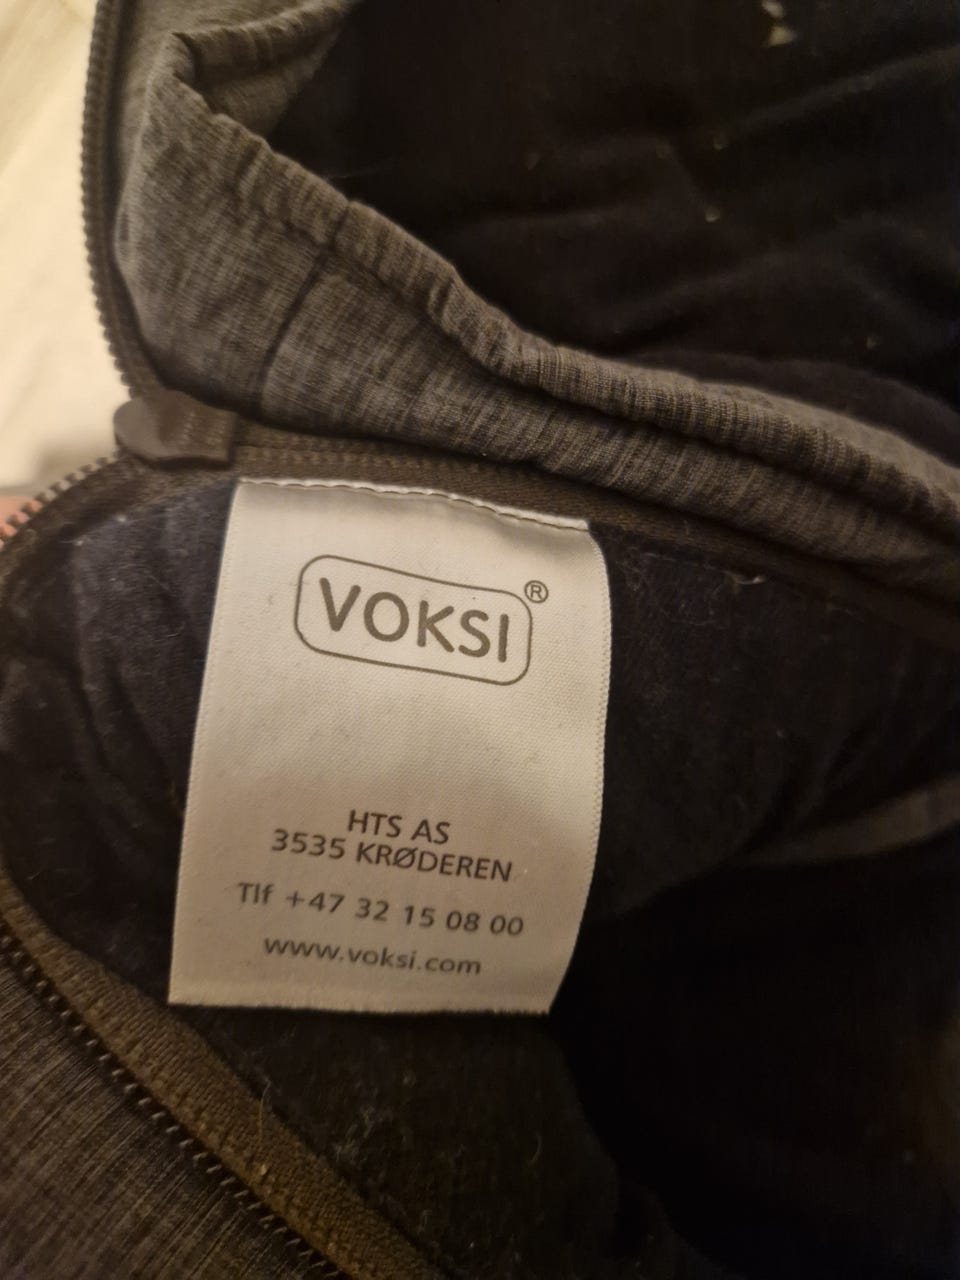 VOKSI®
HTS AS
3535 KRØDEREN
Tlf +47 32 15 08 00
www.voksi.com